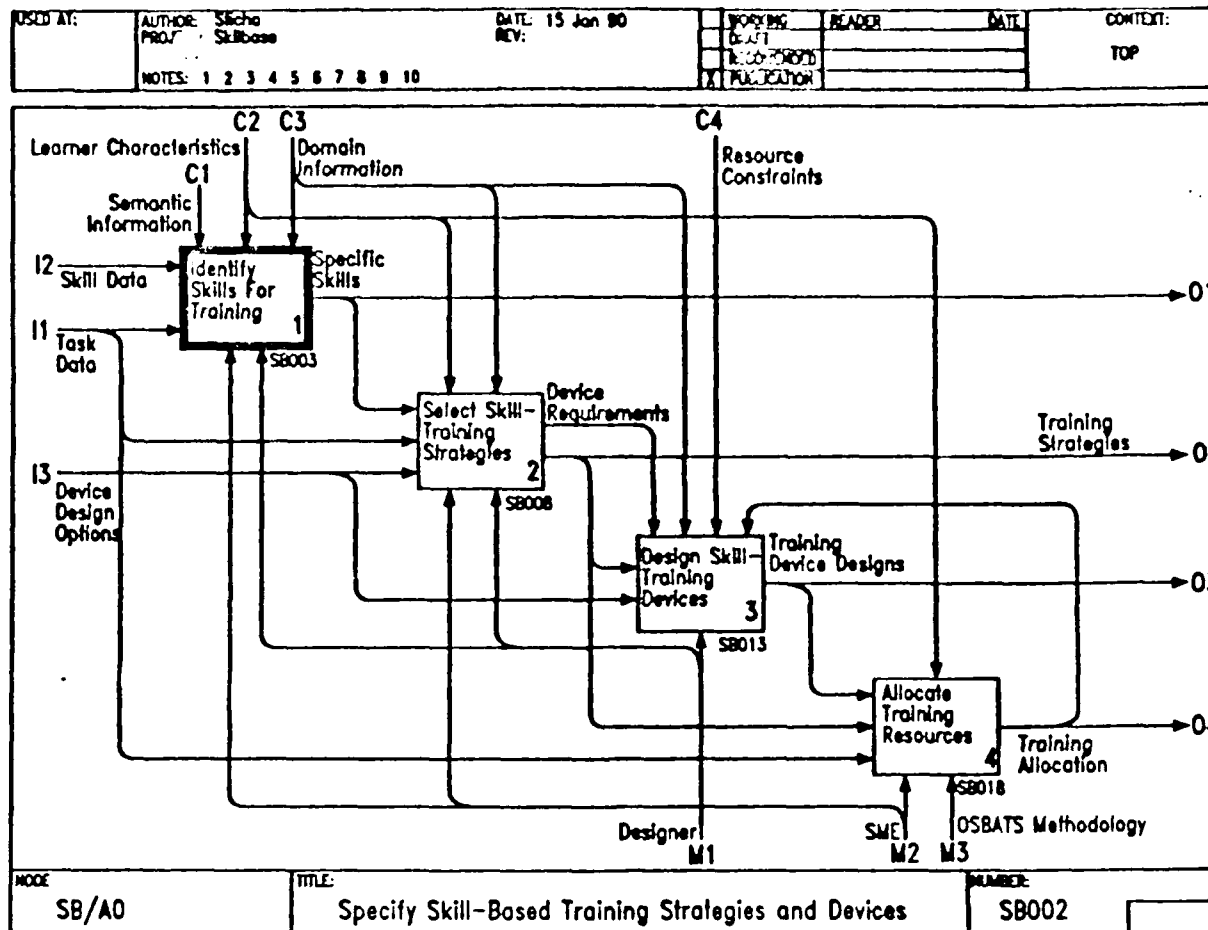 USED AT:
AUTHOR: Slicha
PROJ Skillbase
DATE: 15 Jan 90
REV:
NOTES: 1 2 3 4 5 6 7 8 9 10
WORKING
DRAFT
RECOMMENDED
X PUBLICATION
READER DATE
CONTEXT:
TOP
C2 C3 C4
Learner Characteristics
Domain
Information
Resource
Constraints
C1
Semantic
Information
I2
Skill Data
Identify
Skills For
Training
1
SB003
Specific
Skills
O1
I1
Task
Data
Select Skill-
Training
Strategies
2
SB008
Device
Requirements
Training
Strategies
I3
Device
Design
Options
Design Skill-
Training
Devices
3
SB013
Training
Device Designs
Allocate
Training
Resources
4
SB018
Training
Allocation
Designer
M1
SME
M2
OSBATS Methodology
M3
NODE
SB/A0
TITLE:
Specify Skill-Based Training Strategies and Devices
NUMBER:
SB002